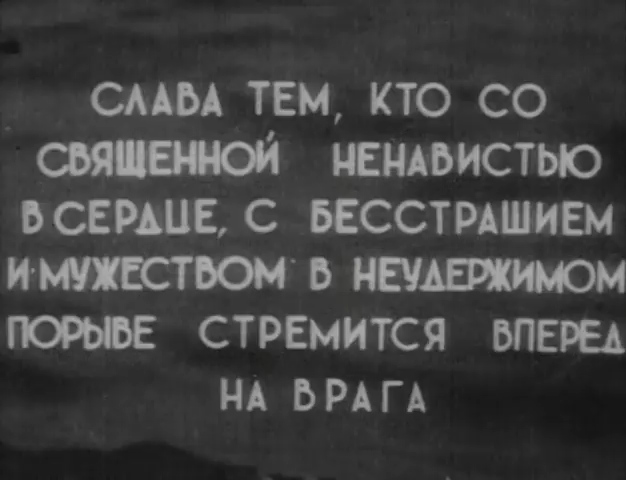 СЛАВА ТЕМ, КТО СО
СВЯЩЕННОЙ НЕНАВИСТЬЮ
В СЕРДЦЕ, С БЕССТРАШИЕМ
И МУЖЕСТВОМ В НЕУДЕРЖИМОМ
ПОРЫВЕ СТРЕМИТСЯ ВПЕРЕД
НА ВРАГА